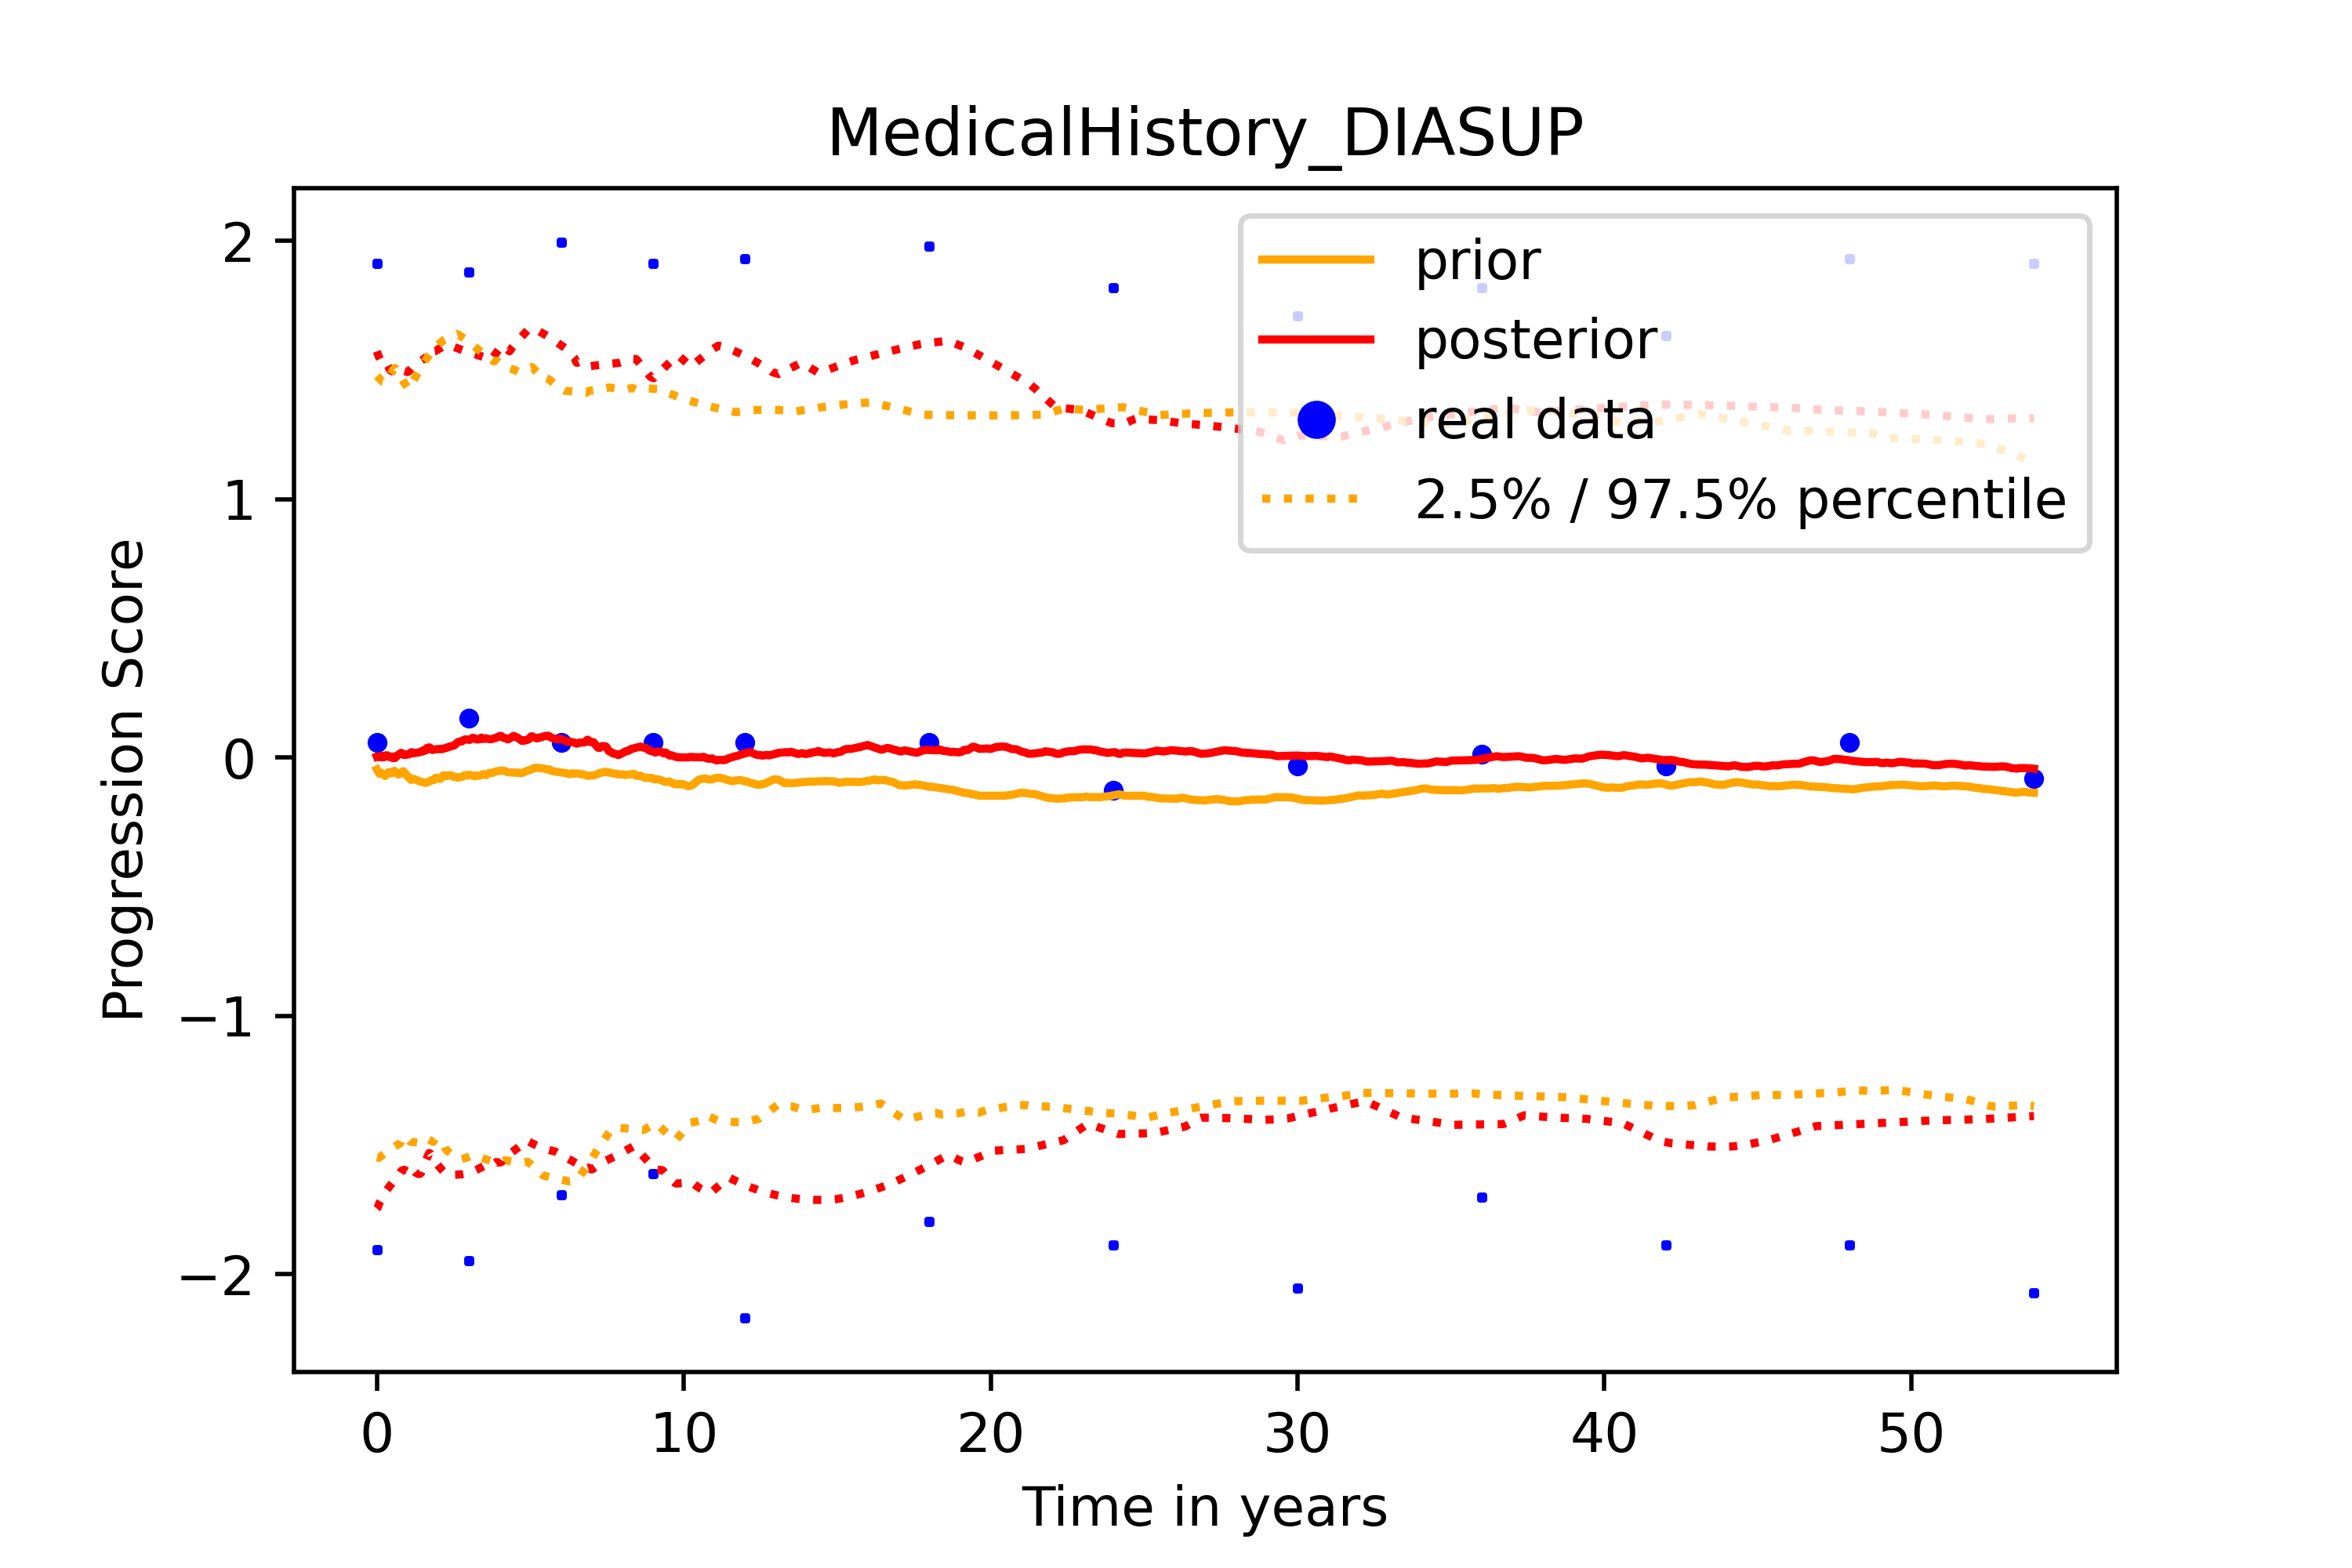 MedicalHistory_DIASUP
2
1
0
−1
−2
Progression Score
prior
posterior
real data
2.5% / 97.5% percentile
0 10 20 30 40 50
Time in years